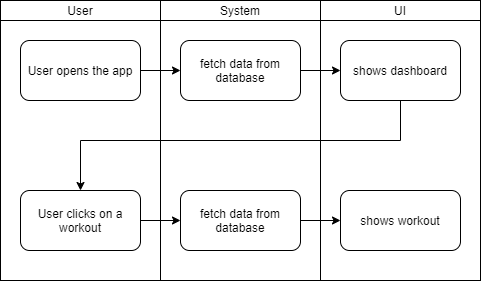 User
System
UI
User opens the app
fetch data from
database
shows dashboard
User clicks on a
workout
fetch data from
database
shows workout